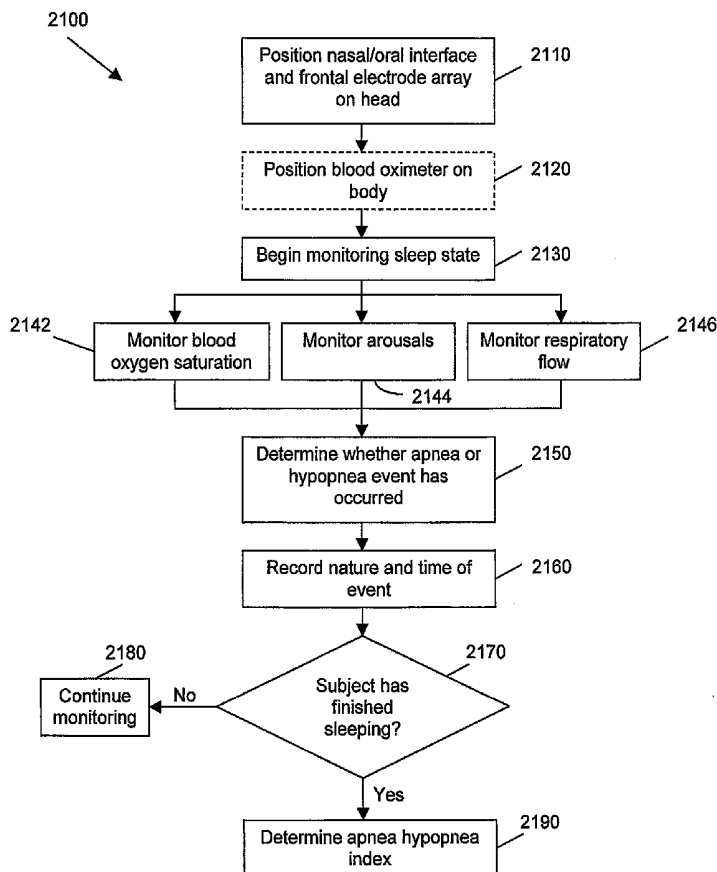 2100
Position nasal/oral interface
and frontal electrode array
on head
2110
Position blood oximeter on
body
2120
Begin monitoring sleep state
2130
2142
Monitor blood
oxygen saturation
Monitor arousals
2144
Monitor respiratory
flow
2146
Determine whether apnea or
hypopnea event has
occurred
2150
Record nature and time of
event
2160
2170
Subject has
finished
sleeping?
No
2180
Continue
monitoring
Yes
Determine apnea hypopnea
index
2190